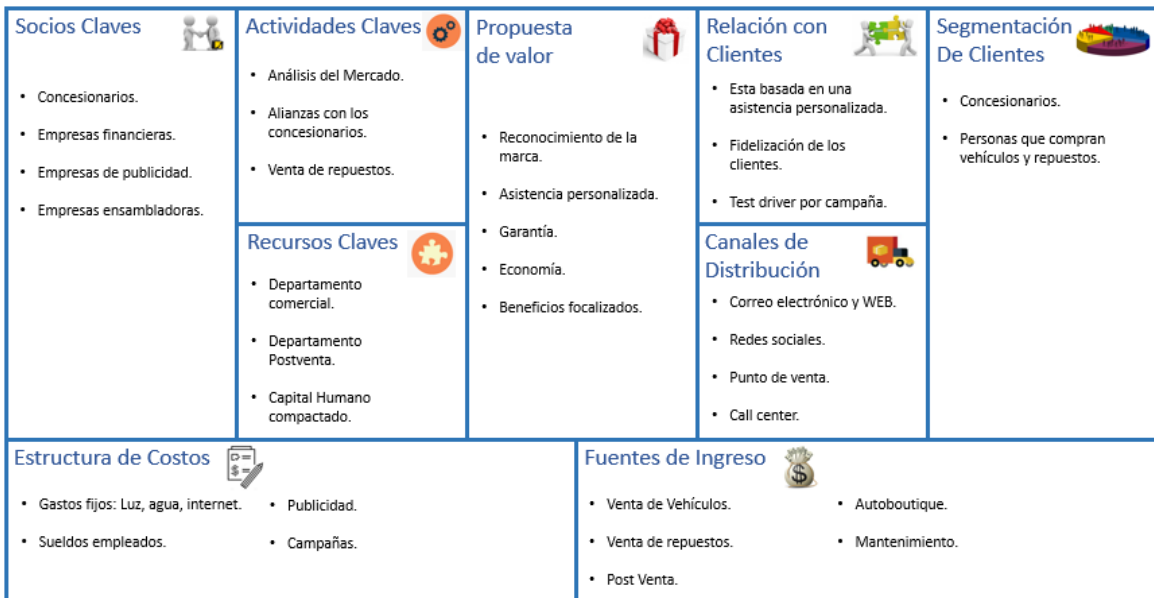 Socios Claves
• Concesionarios.
• Empresas financieras.
• Empresas de publicidad.
• Empresas ensambladoras.
Actividades Claves
• Análisis del Mercado.
• Alianzas con los
concesionarios.
• Venta de repuestos.
Recursos Claves
• Departamento
comercial.
• Departamento
Postventa.
• Capital Humano
compactado.
Propuesta
de valor
• Reconocimiento de la
marca.
• Asistencia personalizada.
• Garantía.
• Economía.
• Beneficios focalizados.
Relación con
Clientes
• Esta basada en una
asistencia personalizada.
• Fidelización de los
clientes.
• Test driver por campaña.
Canales de
Distribución
• Correo electrónico y WEB.
• Redes sociales.
• Punto de venta.
• Call center.
Segmentación
De Clientes
• Concesionarios.
• Personas que compran
vehículos y repuestos.
Estructura de Costos
• Gastos fijos: Luz, agua, internet.
• Sueldos empleados.
• Publicidad.
• Campañas.
Fuentes de Ingreso
$
• Venta de Vehículos.
• Venta de repuestos.
• Post Venta.
• Autoboutique.
• Mantenimiento.